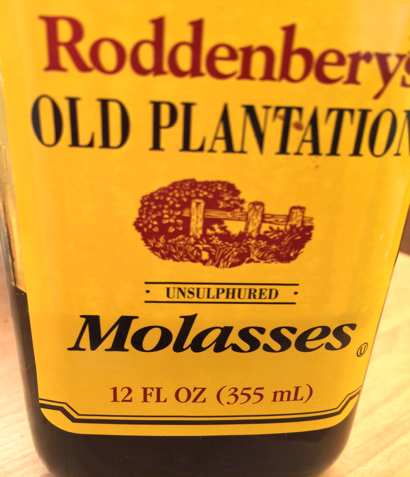 Roddenberys
OLD PLANTATION
· UNSULPHURED ·
Molasses Ⓤ
12 FL OZ (355 mL)